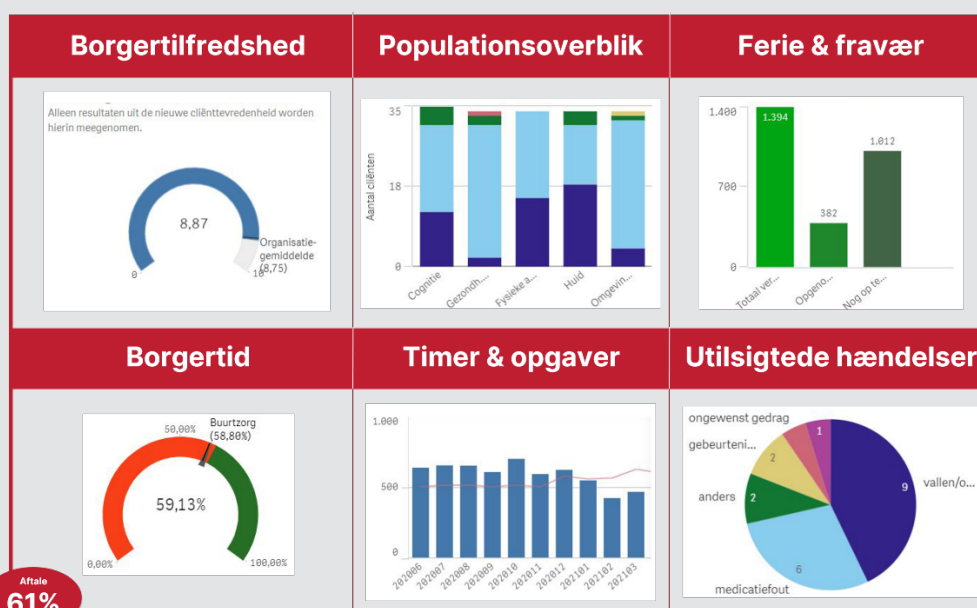 Borgertilfredshed
Populationsoverblik
Ferie & fravær
Alleen resultaten uit de nieuwe cliënttevredenheid worden
hierin meegenomen.
8,87
Organisatie-
gemiddelde
(8,75)
0
10
35
18
0
Aantal cliënten
Cognitie
Gezondh....
Fysieke a...
Huid
Omgevin...
1.400
700
0
1.394
382
1.012
Totaal ver...
Opgeno...
Nog op te...
Borgertid
Timer & opgaver
Utilsigtede hændelser
50,00%
Buurtzorg
(58,80%)
59,13%
0,00%
100,00%
1.000
500
0
202006
202007
202008
202009
202010
202011
202012
202101
202102
202103
ongewenst gedrag
gebeurteni...
anders
medicatiefout
vallen/o...
1
2
2
6
9
Aftale
61%